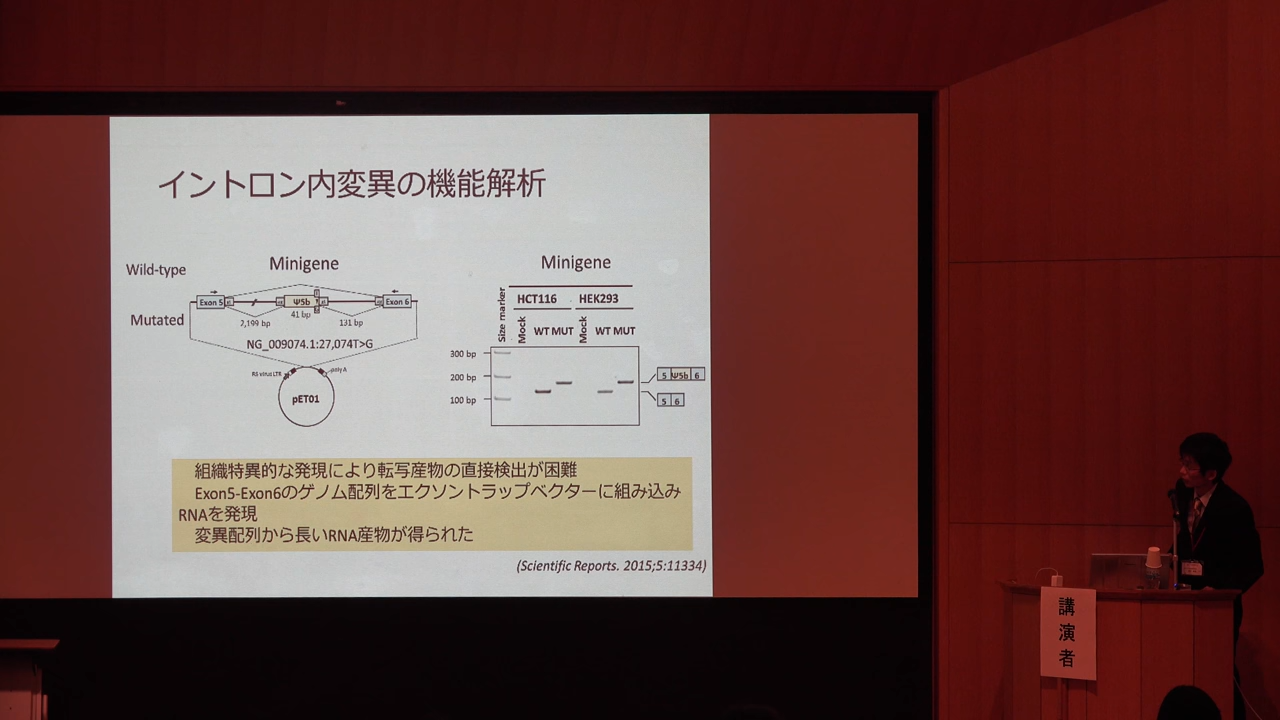 イントロン内変異の機能解析
Wild-type
Mutated
Minigene
Exon 5
Ψ5b
Exon 6
41 bp
2,199 bp
131 bp
NG_009074.1:27,074T>G
RS virus LTR
poly A
pET01
Minigene
Size marker
HCT116
HEK293
Mock
WT MUT
Mock
WT MUT
300 bp
200 bp
100 bp
5 Ψ5b 6
5 6
組織特異的な発現により転写産物の直接検出が困難
Exon5-Exon6のゲノム配列をエクソントラップベクターに組み込み
RNAを発現
変異配列から長いRNA産物が得られた
(Scientific Reports. 2015;5:11334)
講演者